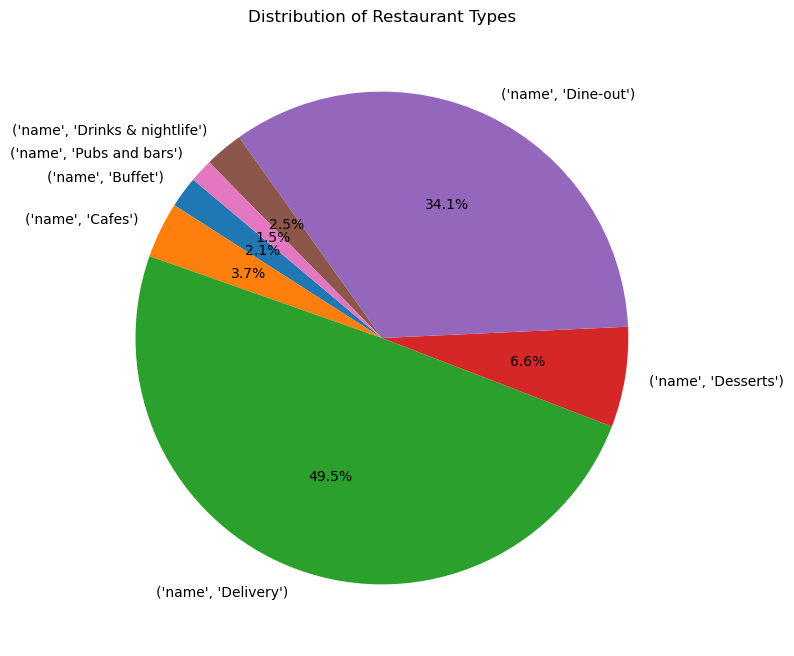 Distribution of Restaurant Types
('name', 'Dine-out')
('name', 'Drinks & nightlife')
('name', 'Pubs and bars')
('name', 'Buffet')
('name', 'Cafes')
34.1%
2.5%
1.5%
2.1%
3.7%
6.6%
('name', 'Desserts')
49.5%
('name', 'Delivery')